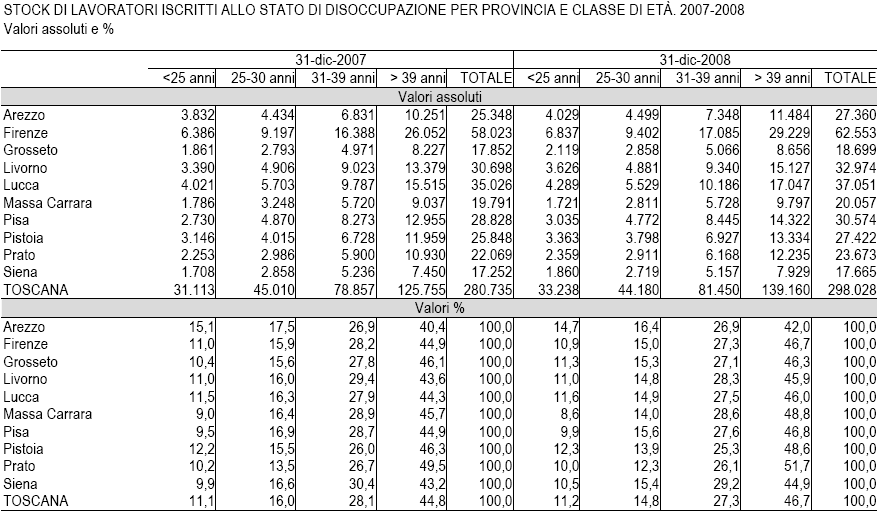 STOCK DI LAVORATORI ISCRITTI ALLO STATO DI DISOCCUPAZIONE PER PROVINCIA E CLASSE DI ETÀ. 2007-2008
Valori assoluti e %
31-dic-2007 31-dic-2008
<25 anni 25-30 anni 31-39 anni > 39 anni TOTALE <25 anni 25-30 anni 31-39 anni > 39 anni TOTALE
Valori assoluti
Arezzo 3.832 4.434 6.831 10.251 25.348 4.029 4.499 7.348 11.484 27.360
Firenze 6.386 9.197 16.388 26.052 58.023 6.837 9.402 17.085 29.229 62.553
Grosseto 1.861 2.793 4.971 8.227 17.852 2.119 2.858 5.066 8.656 18.699
Livorno 3.390 4.906 9.023 13.379 30.698 3.626 4.881 9.340 15.127 32.974
Lucca 4.021 5.703 9.787 15.515 35.026 4.289 5.529 10.186 17.047 37.051
Massa Carrara 1.786 3.248 5.720 9.037 19.791 1.721 2.811 5.728 9.797 20.057
Pisa 2.730 4.870 8.273 12.955 28.828 3.035 4.772 8.445 14.322 30.574
Pistoia 3.146 4.015 6.728 11.959 25.848 3.363 3.798 6.927 13.334 27.422
Prato 2.253 2.986 5.900 10.930 22.069 2.359 2.911 6.168 12.235 23.673
Siena 1.708 2.858 5.236 7.450 17.252 1.860 2.719 5.157 7.929 17.665
TOSCANA 31.113 45.010 78.857 125.755 280.735 33.238 44.180 81.450 139.160 298.028
Valori %
Arezzo 15,1 17,5 26,9 40,4 100,0 14,7 16,4 26,9 42,0 100,0
Firenze 11,0 15,9 28,2 44,9 100,0 10,9 15,0 27,3 46,7 100,0
Grosseto 10,4 15,6 27,8 46,1 100,0 11,3 15,3 27,1 46,3 100,0
Livorno 11,0 16,0 29,4 43,6 100,0 11,0 14,8 28,3 45,9 100,0
Lucca 11,5 16,3 27,9 44,3 100,0 11,6 14,9 27,5 46,0 100,0
Massa Carrara 9,0 16,4 28,9 45,7 100,0 8,6 14,0 28,6 48,8 100,0
Pisa 9,5 16,9 28,7 44,9 100,0 9,9 15,6 27,6 46,8 100,0
Pistoia 12,2 15,5 26,0 46,3 100,0 12,3 13,9 25,3 48,6 100,0
Prato 10,2 13,5 26,7 49,5 100,0 10,0 12,3 26,1 51,7 100,0
Siena 9,9 16,6 30,4 43,2 100,0 10,5 15,4 29,2 44,9 100,0
TOSCANA 11,1 16,0 28,1 44,8 100,0 11,2 14,8 27,3 46,7 100,0